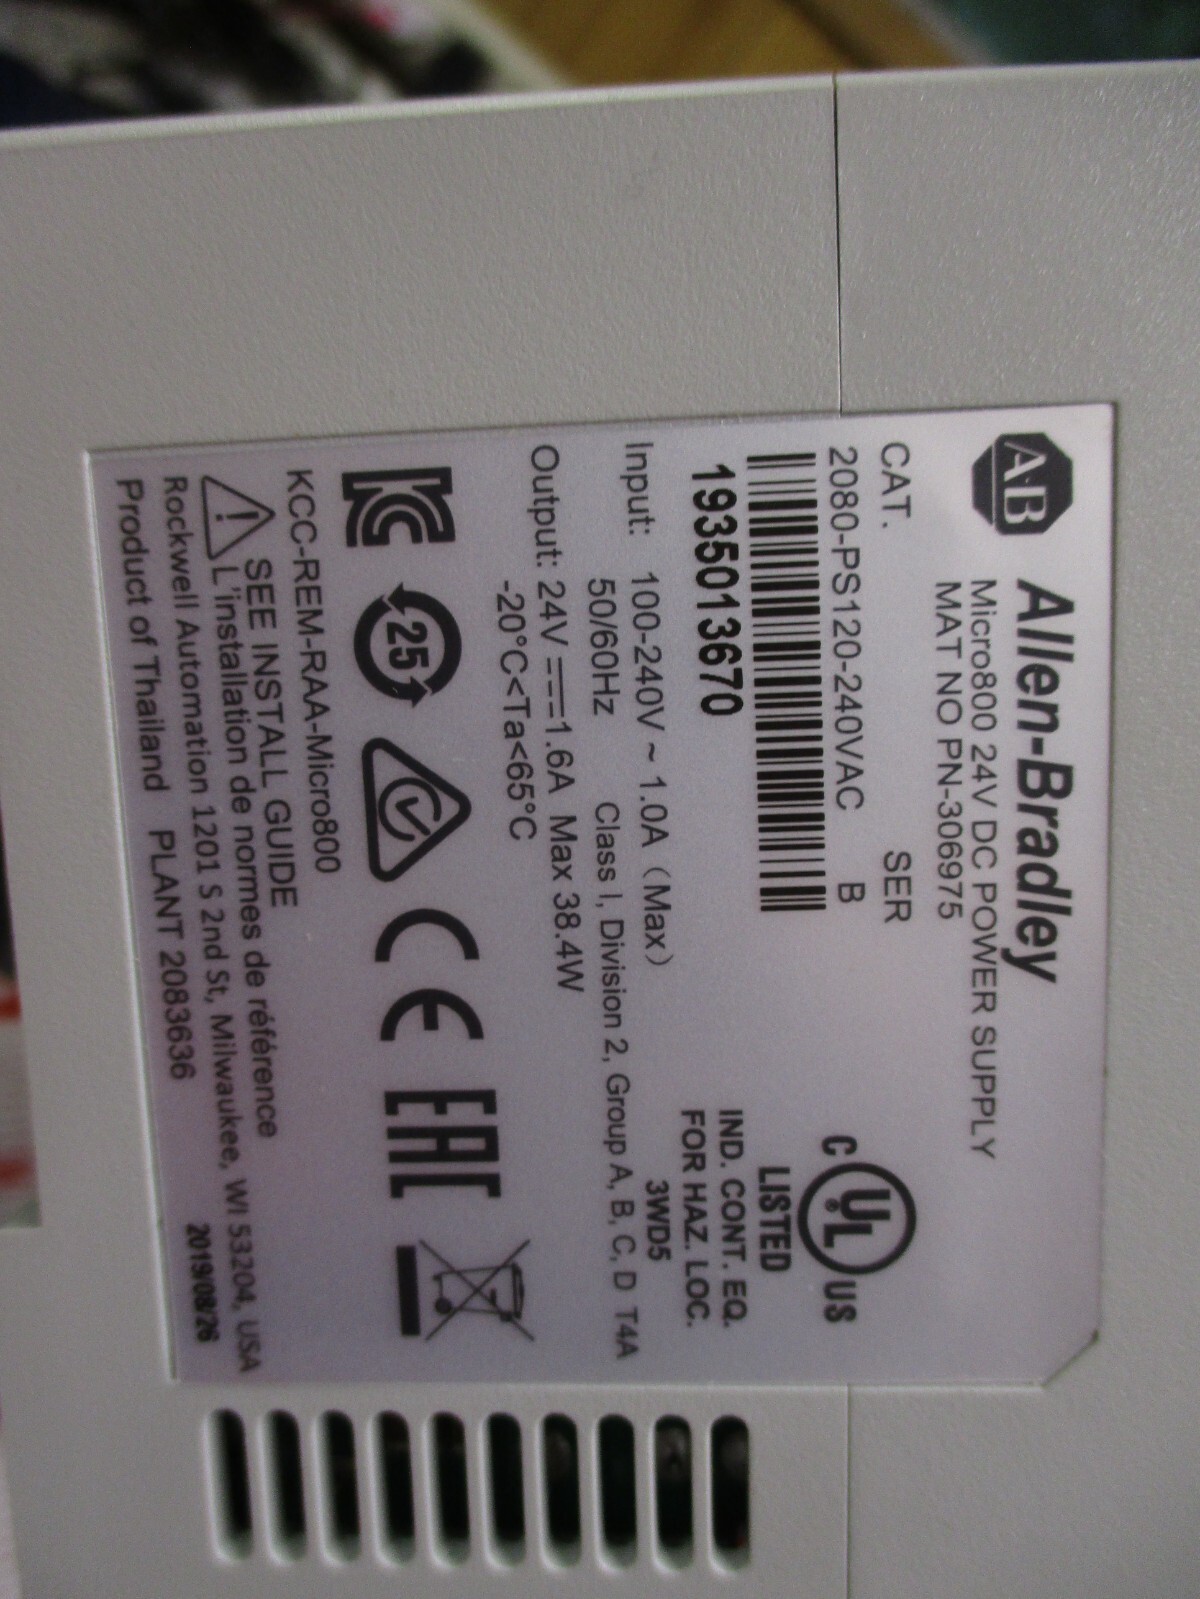 AB Allen-Bradley
Micro800 24V DC POWER SUPPLY
MAT NO PN-306975
CAT. SER
2080-PS120-240VAC B
1935013670
C UL US
LISTED
IND. CONT. EQ.
FOR HAZ. LOC.
3WD5
Input: 100-240V ~ 1.0A (Max)
50/60Hz Class I, Division 2, Group A, B, C, D T4A
Output: 24V ⎓ 1.6A Max 38.4W
-20°C<Ta<65°C
KC 25 C CE EAC
KCC-REM-RAA-Micro800
SEE INSTALL GUIDE
! L'installation de normes de référence
Rockwell Automation 1201 S 2nd St, Milwaukee, WI 53204, USA
Product of Thailand PLANT 2083636 2019/08/26